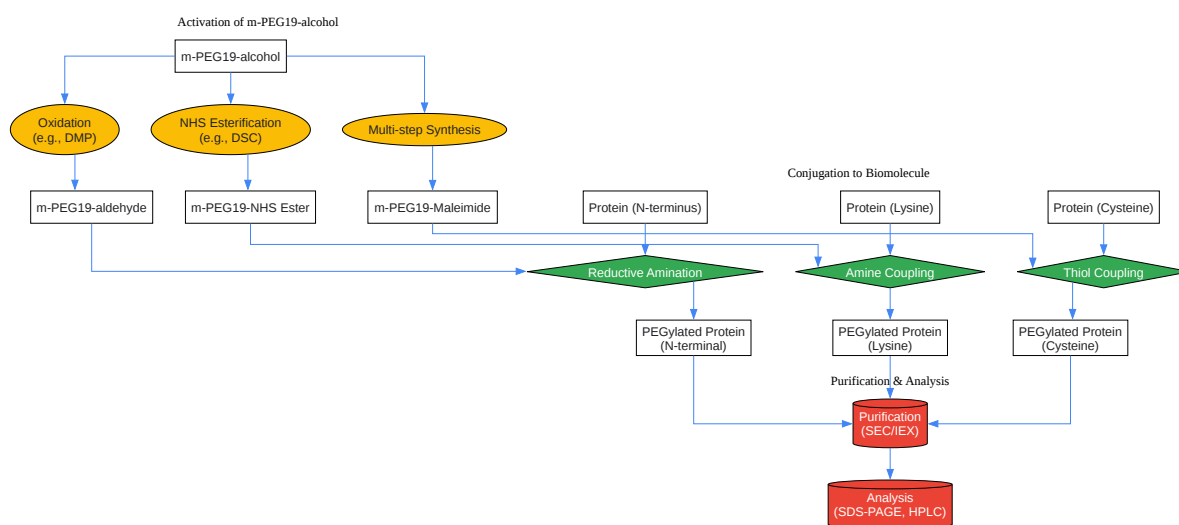 Activation of m-PEG19-alcohol
m-PEG19-alcohol
Oxidation
(e.g., DMP)
NHS Esterification
(e.g., DSC)
Multi-step Synthesis
Conjugation to Biomolecule
m-PEG19-aldehyde
m-PEG19-NHS Ester
m-PEG19-Maleimide
Protein (N-terminus)
Protein (Lysine)
Protein (Cysteine)
Reductive Amination
Amine Coupling
Thiol Coupling
PEGylated Protein
(N-terminal)
PEGylated Protein
(Lysine)
PEGylated Protein
(Cysteine)
Purification & Analysis
Purification
(SEC/IEX)
Analysis
(SDS-PAGE, HPLC)